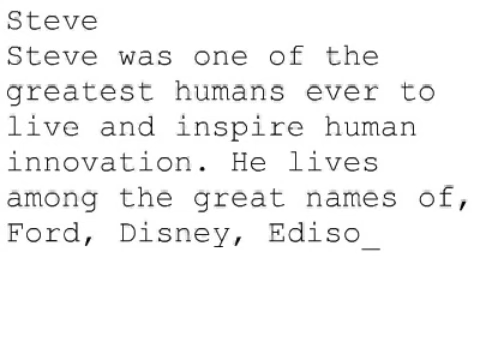 Steve
Steve was one of the
greatest humans ever to
live and inspire human
innovation. He lives
among the great names of,
Ford, Disney, Ediso_